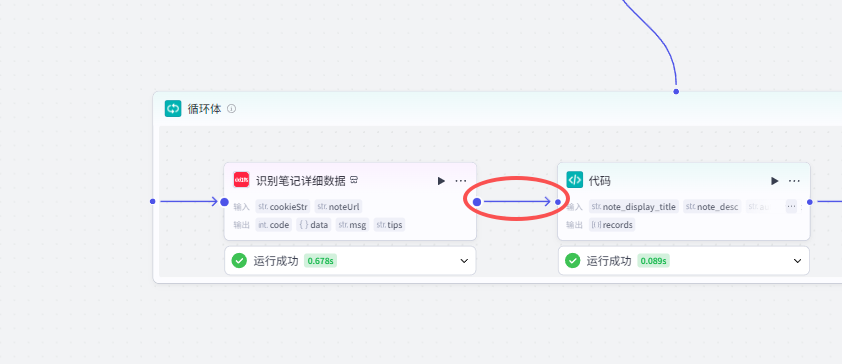 循环体
识别笔记详细数据
输入 str. cookieStr str. noteUrl
输出 int. code { } data str. msg str. tips
运行成功 0.678s
代码
输入 str. note_display_title str. note_desc str.
输出 [{}] records
运行成功 0.089s